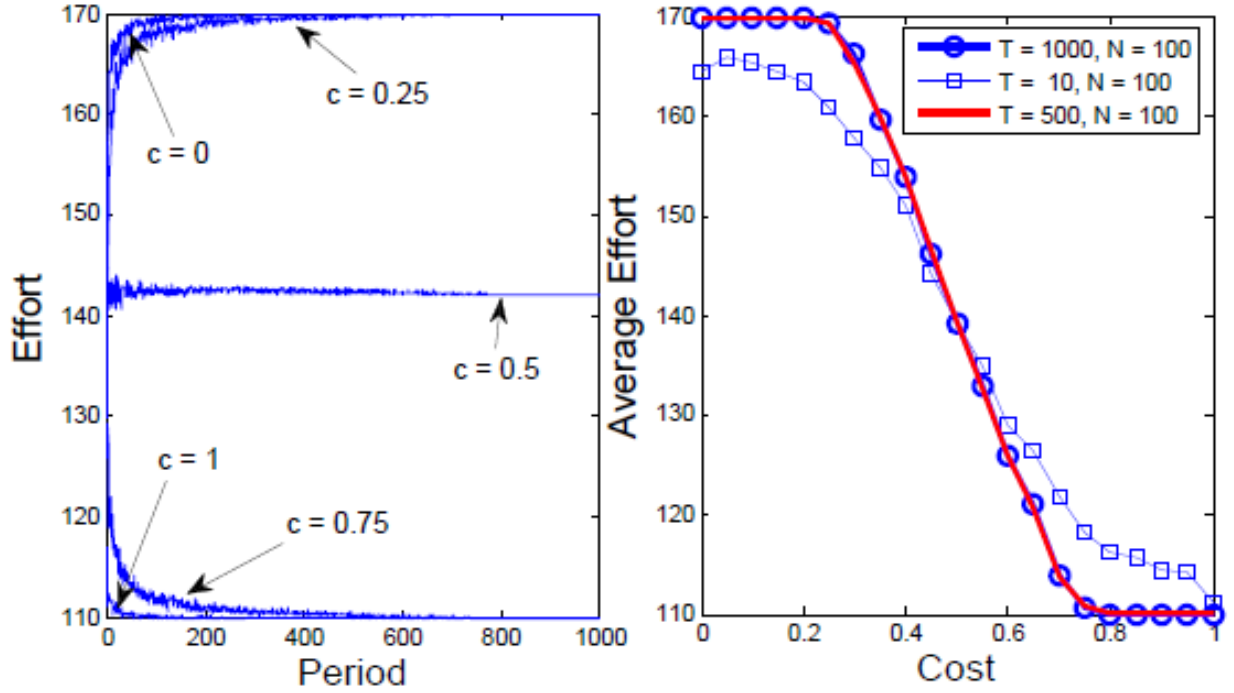 170
160
150
140
130
120
110
0
200
400
600
800
1000
Effort
Period
c = 0.25
c = 0
c = 0.5
c = 1
c = 0.75
170
160
150
140
130
120
110
0
0.2
0.4
0.6
0.8
1
Average Effort
Cost
T = 1000, N = 100
T = 10, N = 100
T = 500, N = 100